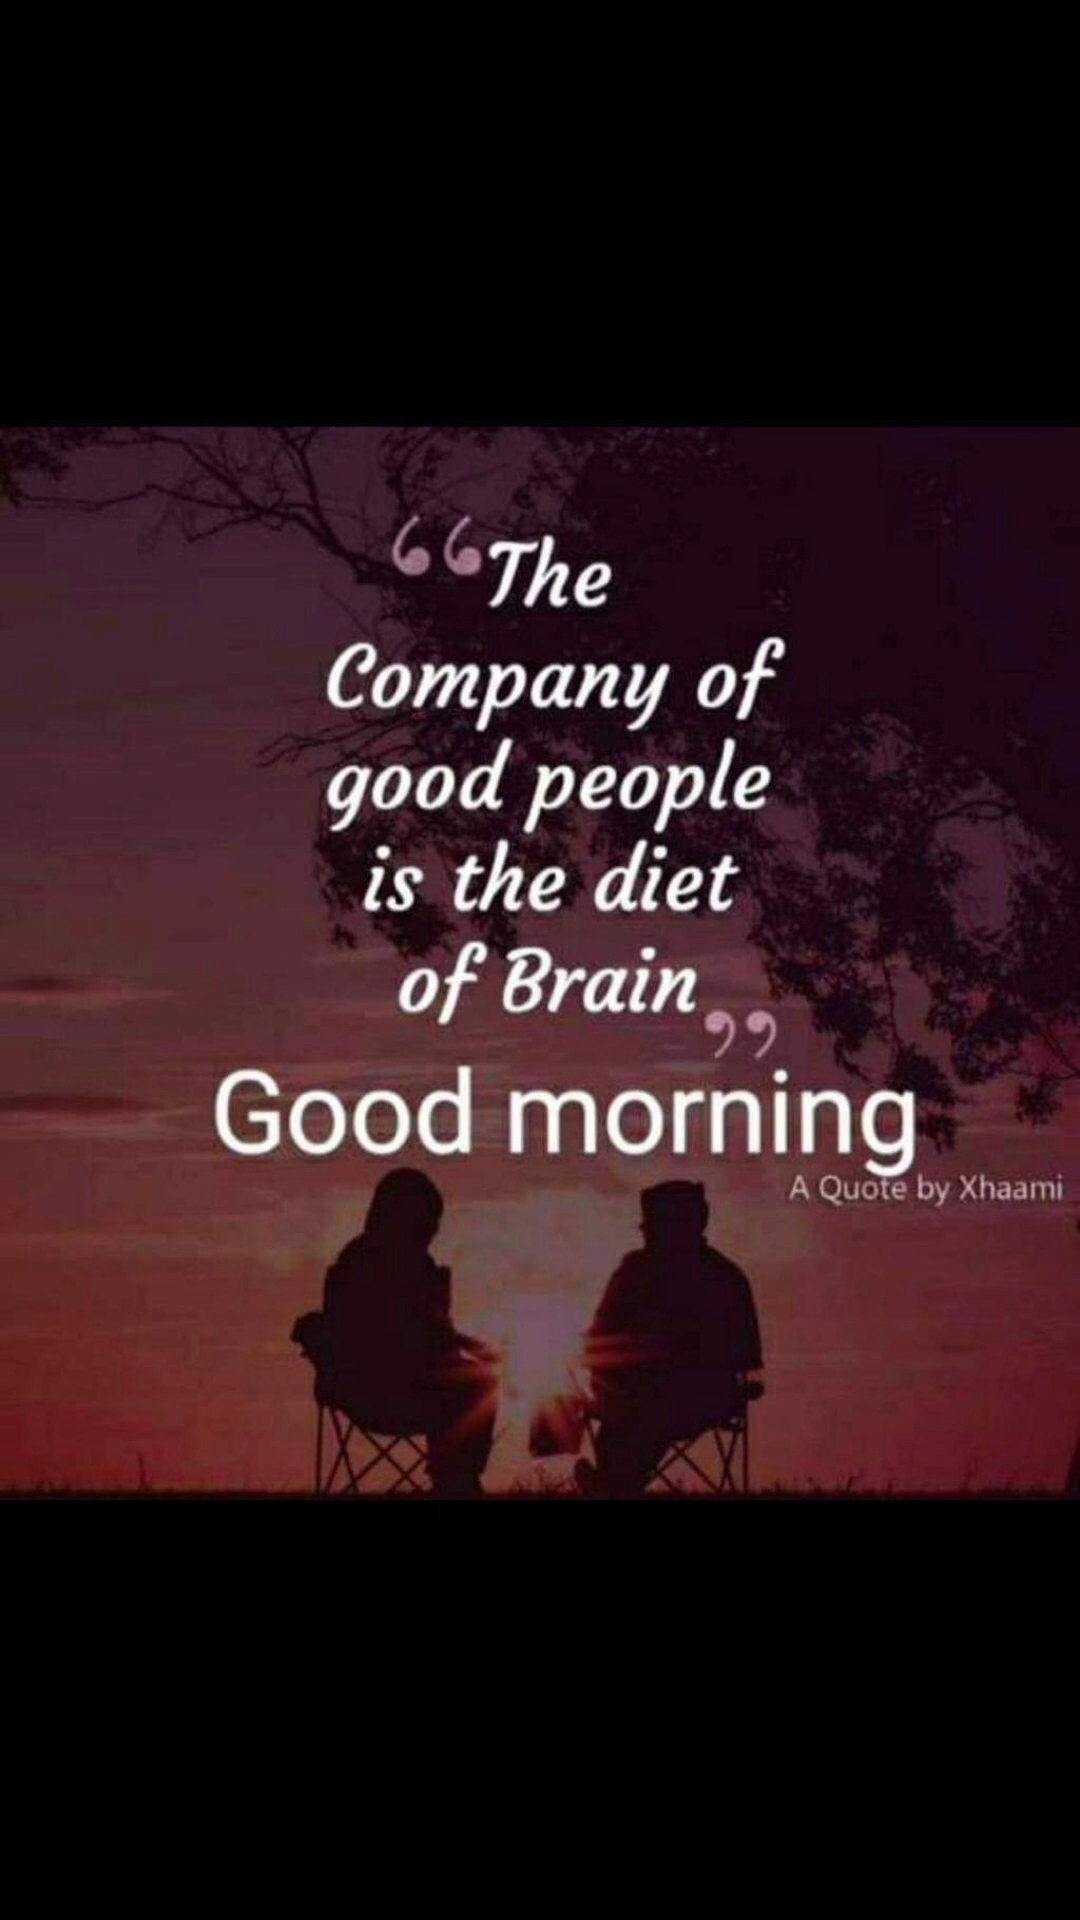 “The
Company of
good people
is the diet
of Brain”
Good morning
A Quote by Xhaami